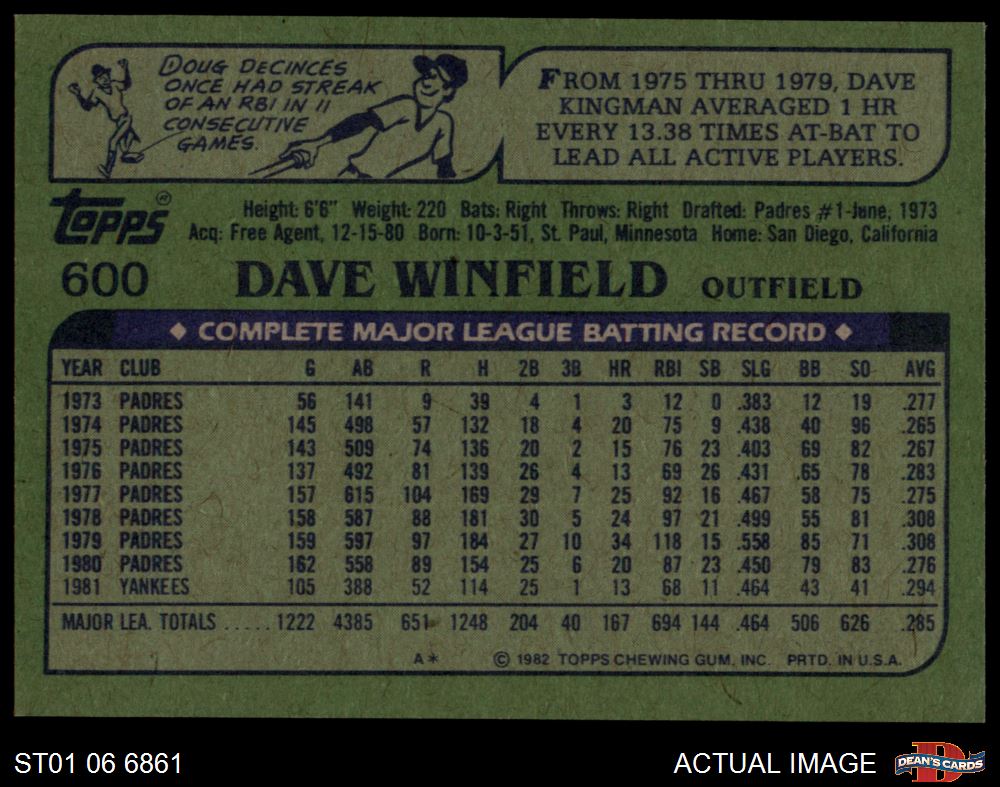 DOUG DECINCES
ONCE HAD STREAK
OF AN RBI IN 11
CONSECUTIVE
GAMES.
FROM 1975 THRU 1979, DAVE
KINGMAN AVERAGED 1 HR
EVERY 13.38 TIMES AT-BAT TO
LEAD ALL ACTIVE PLAYERS.
topps®
Height: 6'6" Weight: 220 Bats: Right Throws: Right Drafted: Padres #1-June, 1973
Acq: Free Agent, 12-15-80 Born: 10-3-51, St. Paul, Minnesota Home: San Diego, California
600 DAVE WINFIELD OUTFIELD
◆ COMPLETE MAJOR LEAGUE BATTING RECORD ◆
YEAR CLUB G AB R H 2B 3B HR RBI SB SLG BB SO AVG
1973 PADRES 56 141 9 39 4 1 3 12 0 .383 12 19 .277
1974 PADRES 145 498 57 132 18 4 20 75 9 .438 40 96 .265
1975 PADRES 143 509 74 136 20 2 15 76 23 .403 69 82 .267
1976 PADRES 137 492 81 139 26 4 13 69 26 .431 65 78 .283
1977 PADRES 157 615 104 169 29 7 25 92 16 .467 58 75 .275
1978 PADRES 158 587 88 181 30 5 24 97 21 .499 55 81 .308
1979 PADRES 159 597 97 184 27 10 34 118 15 .558 85 71 .308
1980 PADRES 162 558 89 154 25 6 20 87 23 .450 79 83 .276
1981 YANKEES 105 388 52 114 25 1 13 68 11 .464 43 41 .294
MAJOR LEA. TOTALS ..... 1222 4385 651 1248 204 40 167 694 144 .464 506 626 .285
A* © 1982 TOPPS CHEWING GUM, INC. PRTD. IN U.S.A.
ST01 06 6861 ACTUAL IMAGE DEAN'S CARDS